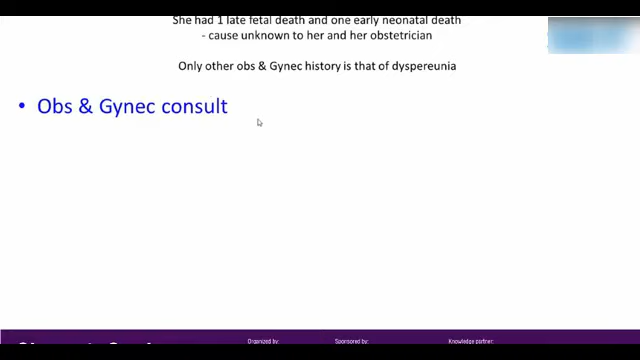 She had 1 late fetal death and one early neonatal death
- cause unknown to her and her obstetrician
Only other obs & Gynec history is that of dyspereunia
• Obs & Gynec consult
Organized by:
Sponsored by:
Knowledge partner: